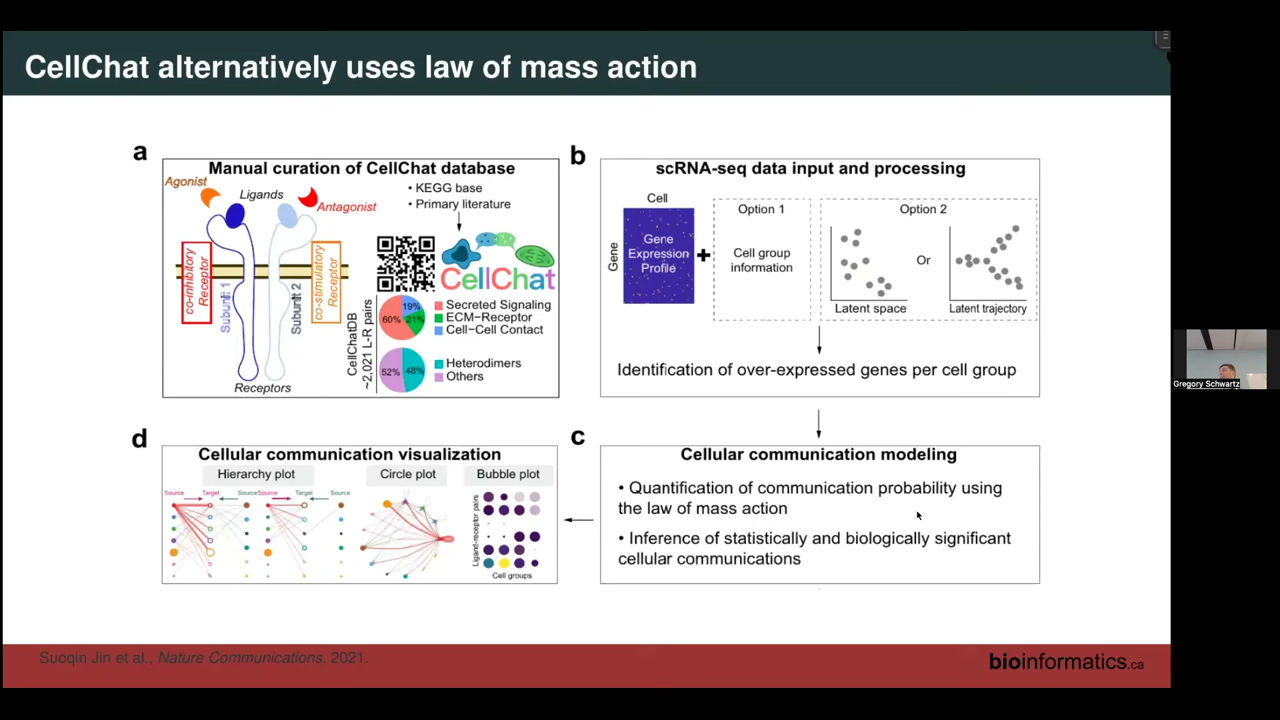 CellChat alternatively uses law of mass action
a
Manual curation of CellChat database
Agonist
Ligands
Antagonist
• KEGG base
• Primary literature
co-inhibitory
Receptor
Subunit 1
Subunit 2
co-stimulatory
Receptor
Receptors
CellChat
CellChatDB
~2,021 L-R pairs
19%
60%
21%
Secreted Signaling
ECM−Receptor
Cell−Cell Contact
52%
48%
Heterodimers
Others
b
scRNA-seq data input and processing
Cell
Gene
Gene
Expression
Profile
+
Option 1
Cell group
information
Option 2
Latent space
Or
Latent trajectory
Identification of over-expressed genes per cell group
c
Cellular communication modeling
• Quantification of communication probability using
the law of mass action
• Inference of statistically and biologically significant
cellular communications
d
Cellular communication visualization
Hierarchy plot
Circle plot
Bubble plot
Source
Target
Source
Source
Target
Source
Ligand-receptor pairs
Cell groups
Suoqin Jin et al., Nature Communications, 2021.
bioinformatics.ca
Gregory Schwartz